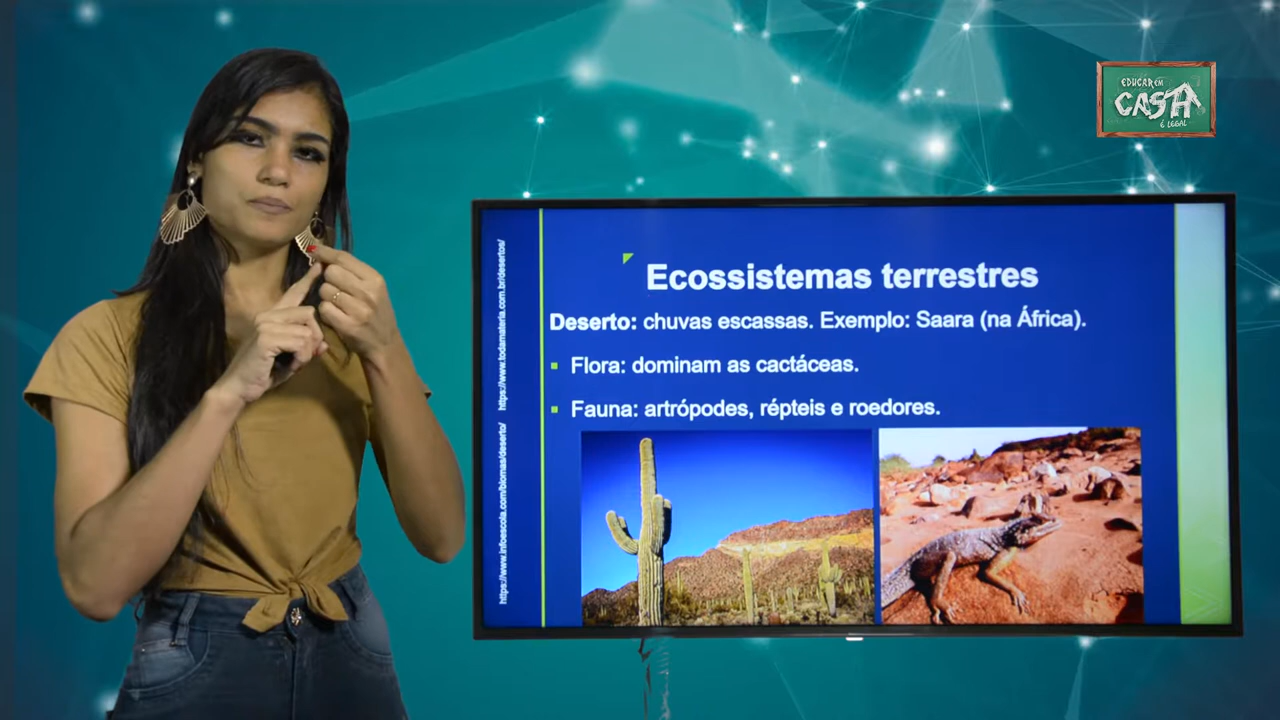 EDUCAR EM
CASA
É LEGAL
Ecossistemas terrestres
Deserto: chuvas escassas. Exemplo: Saara (na África).
▪ Flora: dominam as cactáceas.
▪ Fauna: artrópodes, répteis e roedores.
https://www.todamateria.com.br/desertos/
https://www.infoescola.com/biomas/deserto/